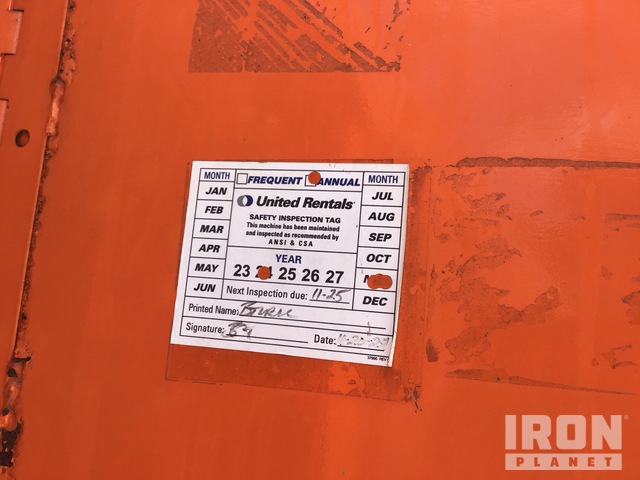 MONTH FREQUENT ANNUAL MONTH
JAN JUL
FEB United Rentals AUG
MAR SAFETY INSPECTION TAG SEP
This machine has been maintained
and inspected as recommended by
ANSI & CSA
APR YEAR OCT
MAY 23 25 26 27
JUN Next Inspection due: 11-25 DEC
Printed Name:
Signature: Date:
IRON
PLANET